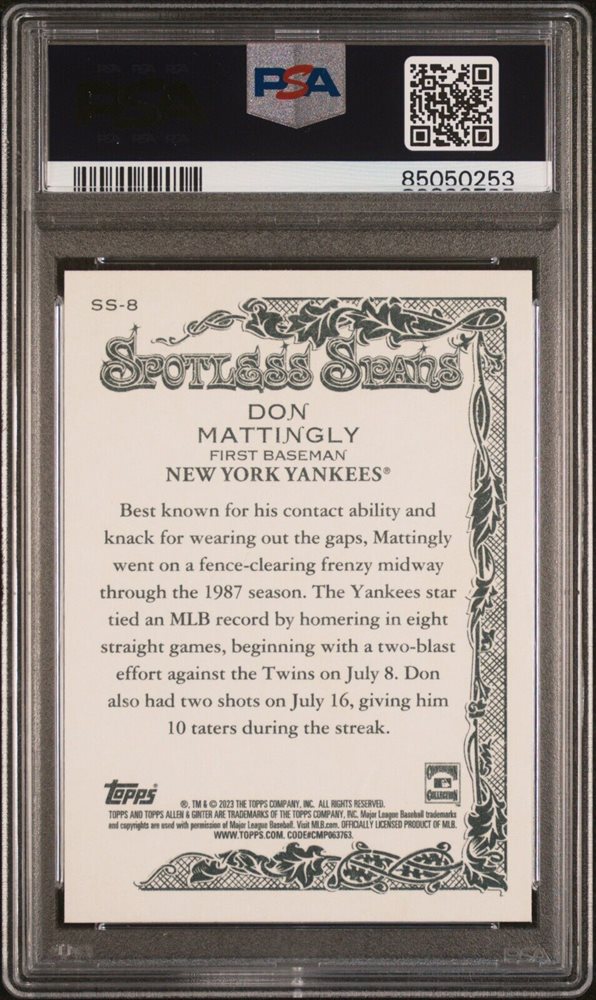 PSA
85050253
SS-8
SPOTLESS SPANS
DON
MATTINGLY
FIRST BASEMAN
NEW YORK YANKEES®
Best known for his contact ability and
knack for wearing out the gaps, Mattingly
went on a fence-clearing frenzy midway
through the 1987 season. The Yankees star
tied an MLB record by homering in eight
straight games, beginning with a two-blast
effort against the Twins on July 8. Don
also had two shots on July 16, giving him
10 taters during the streak.
topps
COOPERSTOWN
COLLECTION
®, TM & © 2023 THE TOPPS COMPANY, INC. ALL RIGHTS RESERVED.
TOPPS AND TOPPS ALLEN & GINTER ARE TRADEMARKS OF THE TOPPS COMPANY, INC. Major League Baseball trademarks
and copyrights are used with permission of Major League Baseball. Visit MLB.com. OFFICIALLY LICENSED PRODUCT OF MLB.
WWW.TOPPS.COM. CODE#CMP063763.
PSA